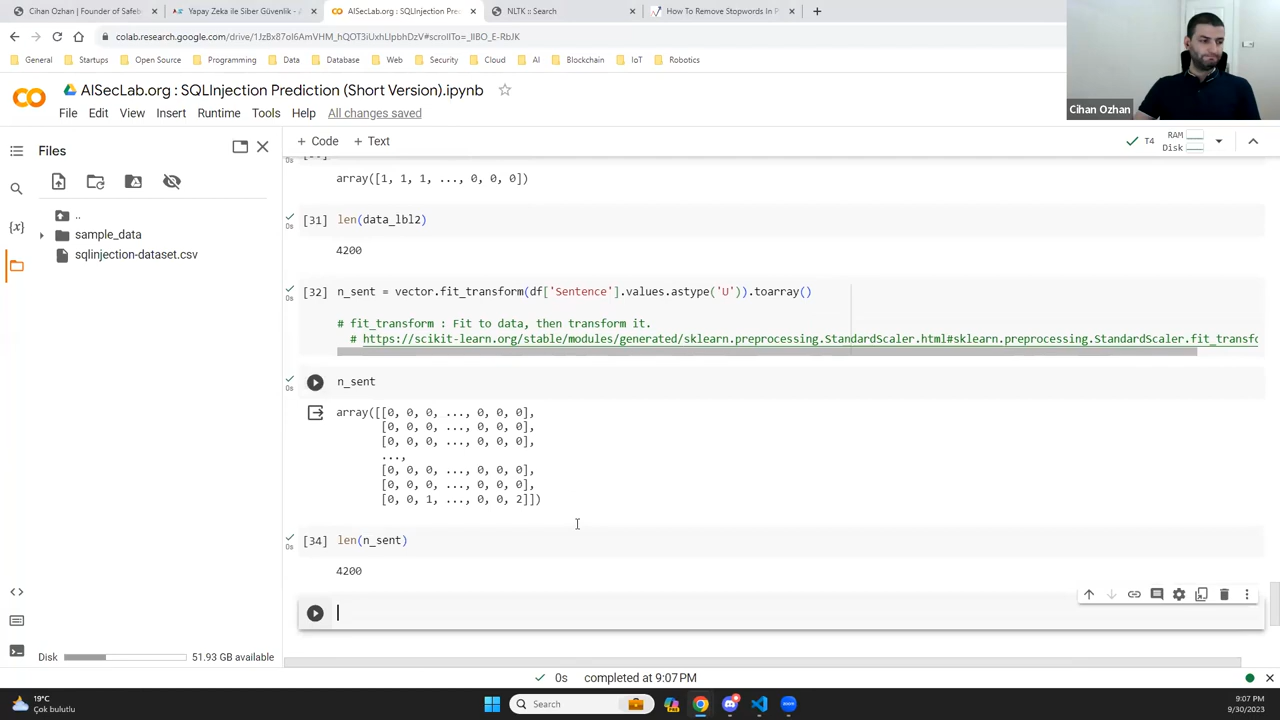 Cihan Ozhan | Founder of Safeb
Yapay Zeka ile Siber Güvenlik - A
AISecLab.org : SQLInjection Predic
NLTK :: Search
How To Remove Stopwords In P
colab.research.google.com/drive/1JzBx87oI6AmVHM_hQOT3iUxhLlpbhDzV#scrollTo=_lIBO_E-RbJK
General Startups Open Source Programming Data Database Web Security Cloud AI Blockchain IoT Robotics
AISecLab.org : SQLInjection Prediction (Short Version).ipynb
Cihan Ozhan
File Edit View Insert Runtime Tools Help All changes saved
+ Code + Text
T4
RAM
Disk
Files
..
sample_data
sqlinjection-dataset.csv
array([1, 1, 1, ..., 0, 0, 0])
[31] len(data_lbl2)
4200
[32] n_sent = vector.fit_transform(df['Sentence'].values.astype('U')).toarray()
# fit_transform : Fit to data, then transform it.
# https://scikit-learn.org/stable/modules/generated/sklearn.preprocessing.StandardScaler.html#sklearn.preprocessing.StandardScaler.fit_transfo
n_sent
array([[0, 0, 0, ..., 0, 0, 0],
[0, 0, 0, ..., 0, 0, 0],
[0, 0, 0, ..., 0, 0, 0],
...,
[0, 0, 0, ..., 0, 0, 0],
[0, 0, 0, ..., 0, 0, 0],
[0, 0, 1, ..., 0, 0, 2]])
[34] len(n_sent)
4200
Disk 51.93 GB available
0s completed at 9:07PM
19°C
Çok bulutlu
Search
9:07 PM
9/30/2023